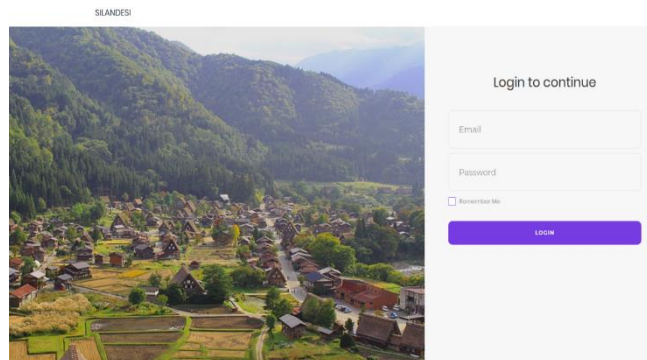 SILANDESI
Login to continue
Email
Password
Remember Me
LOGIN